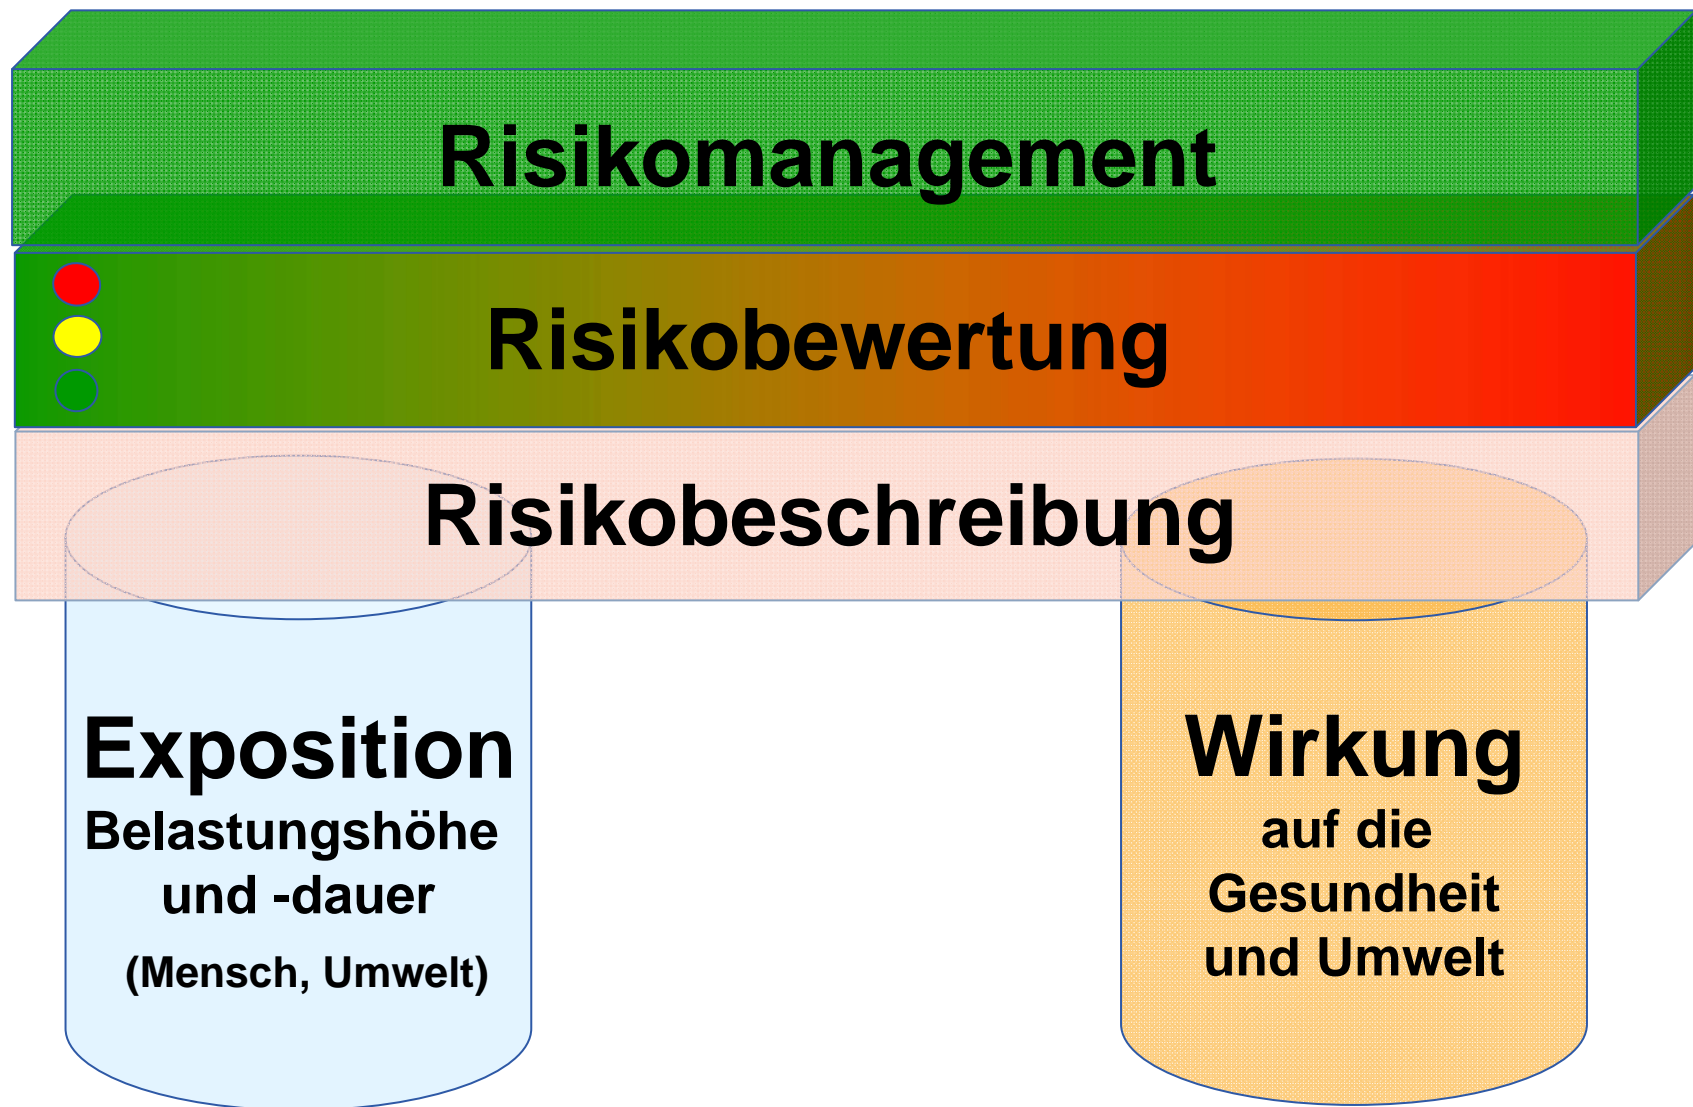 Risikomanagement
Risikobewertung
Risikobeschreibung
Exposition
Belastungshöhe
und -dauer
(Mensch, Umwelt)
Wirkung
auf die
Gesundheit
und Umwelt